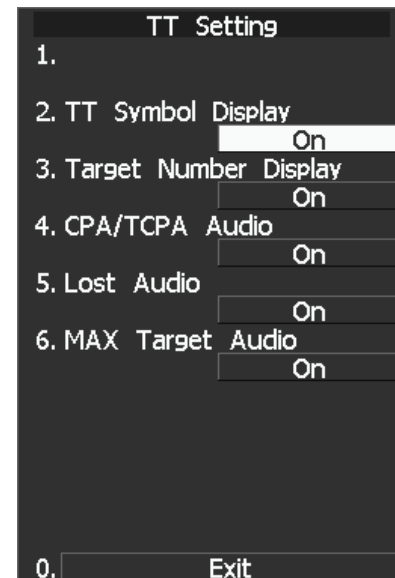 TT Setting
1.
2. TT Symbol Display
On
3. Target Number Display
On
4. CPA/TCPA Audio
On
5. Lost Audio
On
6. MAX Target Audio
On
0. Exit